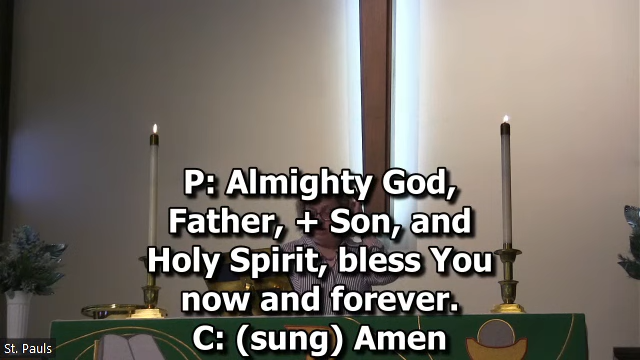 P: Almighty God,
Father, + Son, and
Holy Spirit, bless You
now and forever.
C: (sung) Amen
St. Pauls